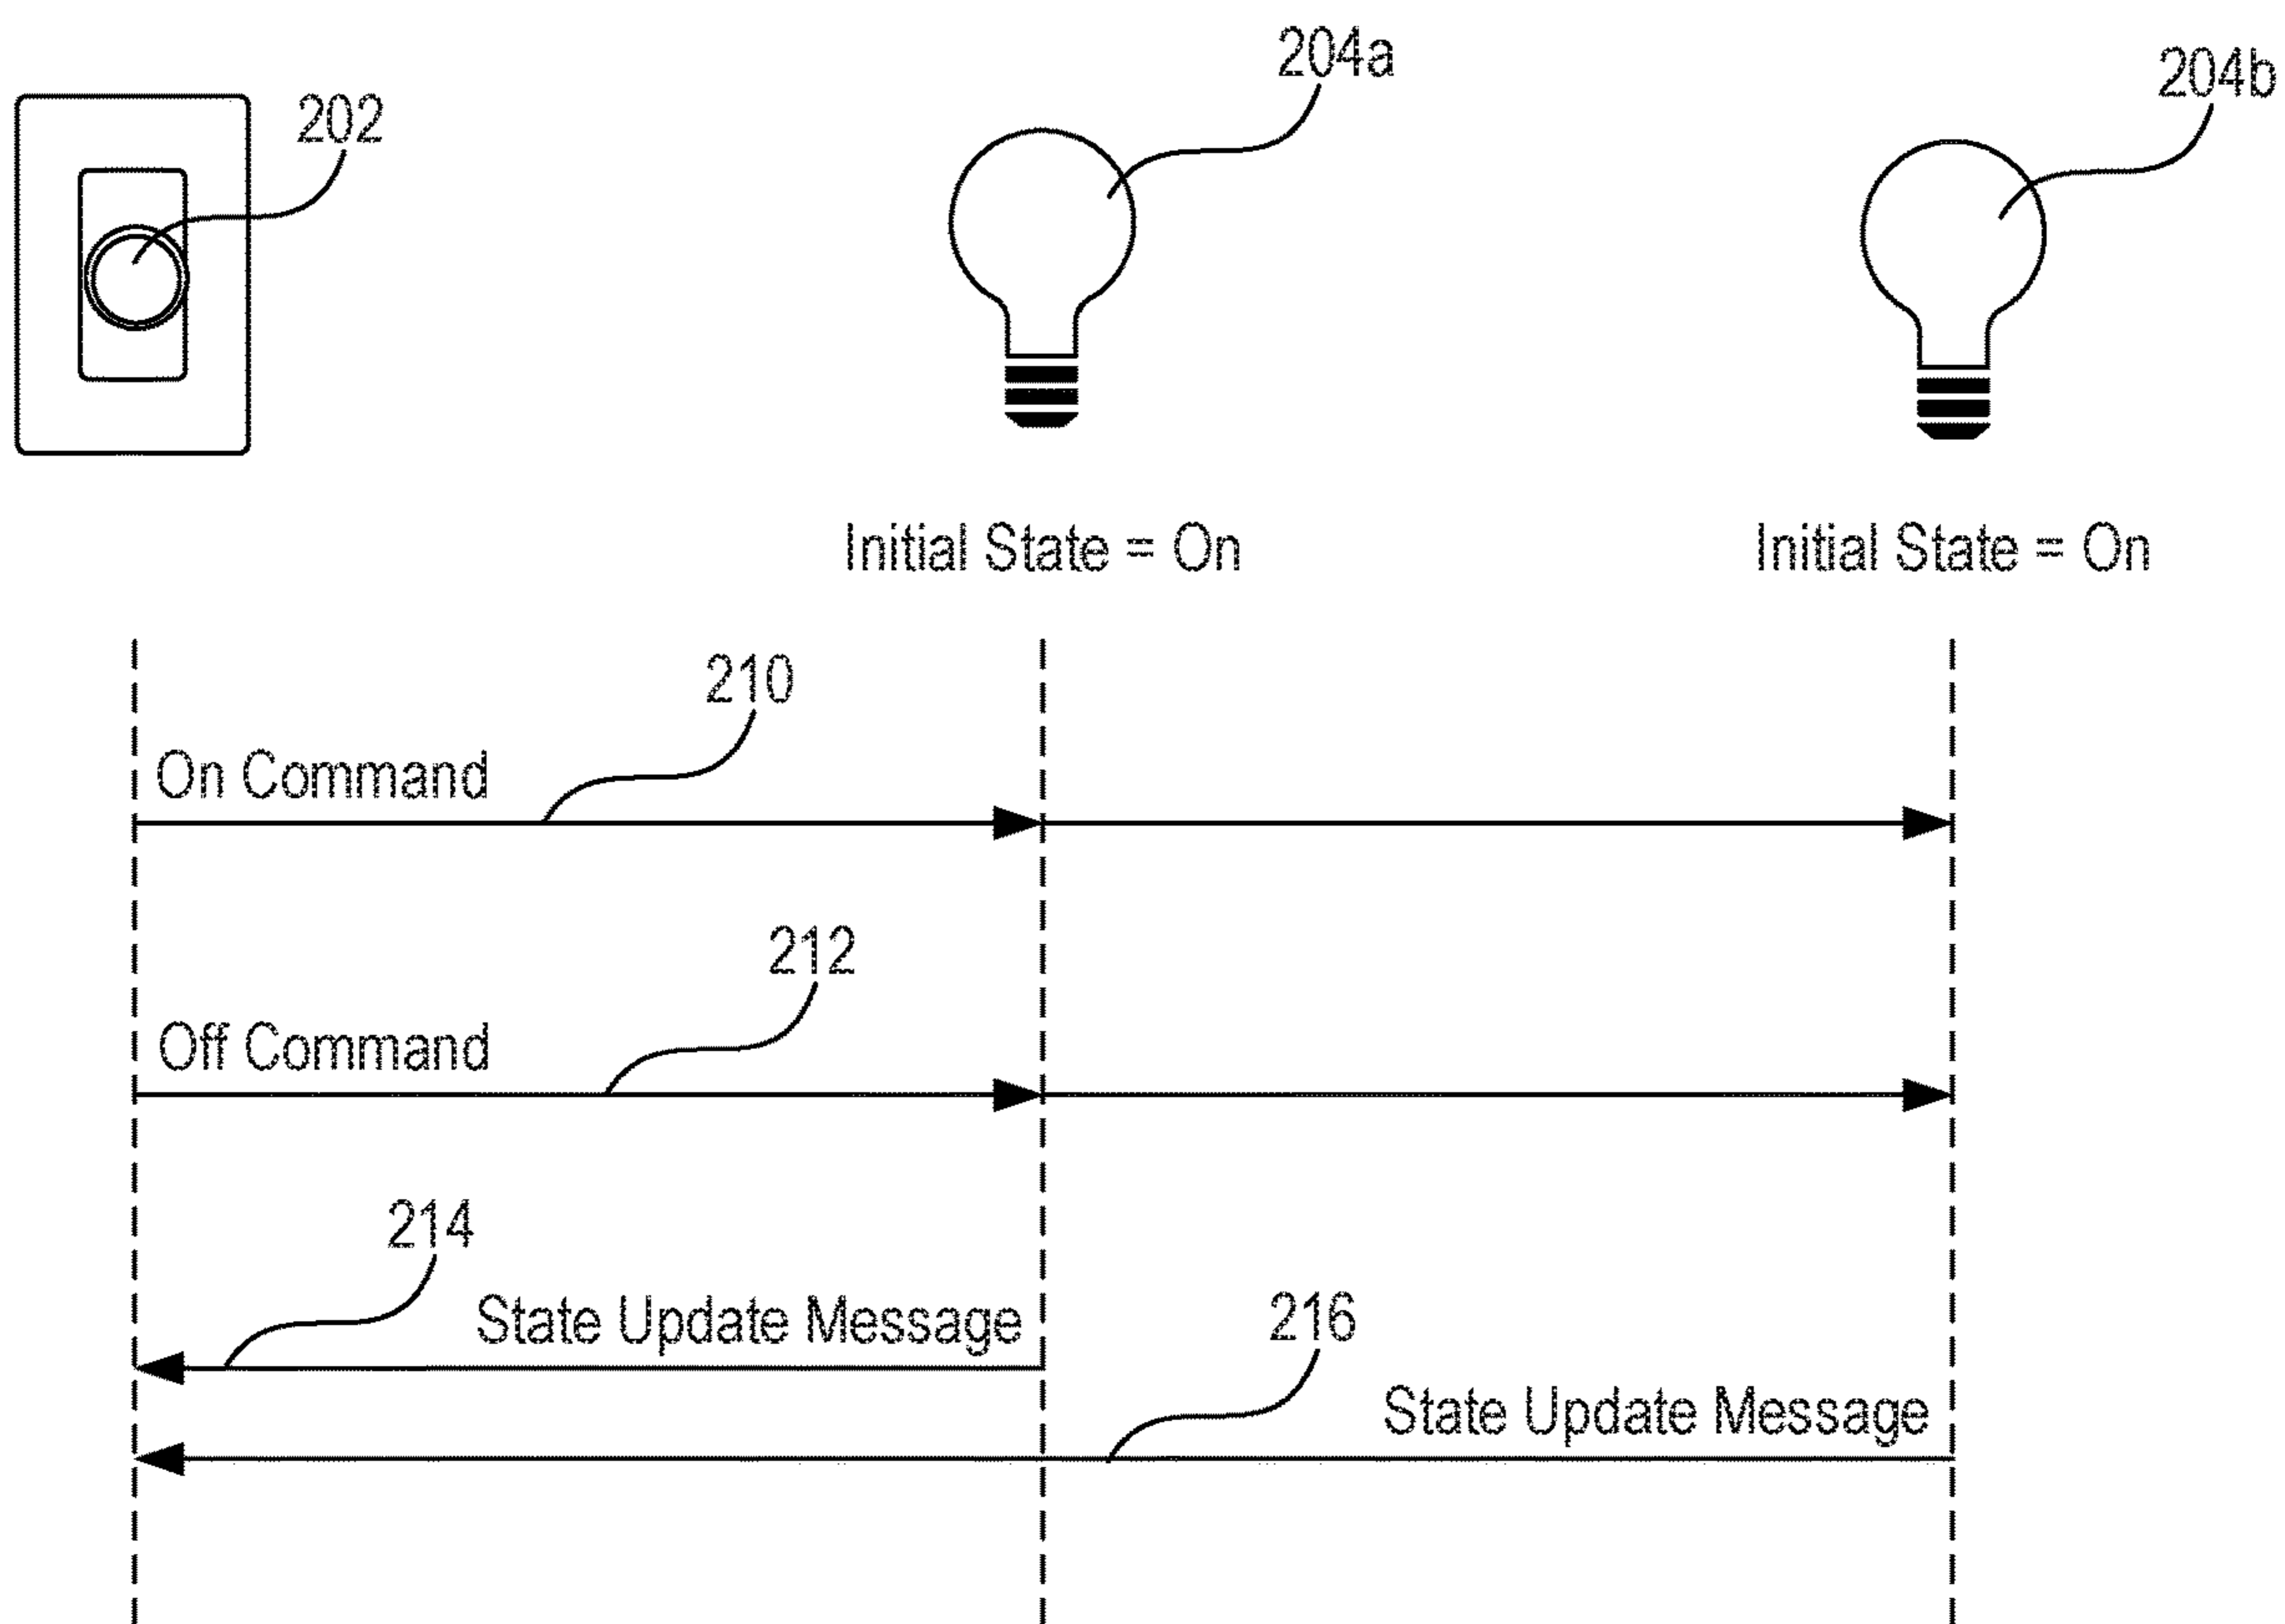 204a
204b
202
Initial State = On
Initial State = On
210
On Command
212
Off Command
214
State Update Message
216
State Update Message